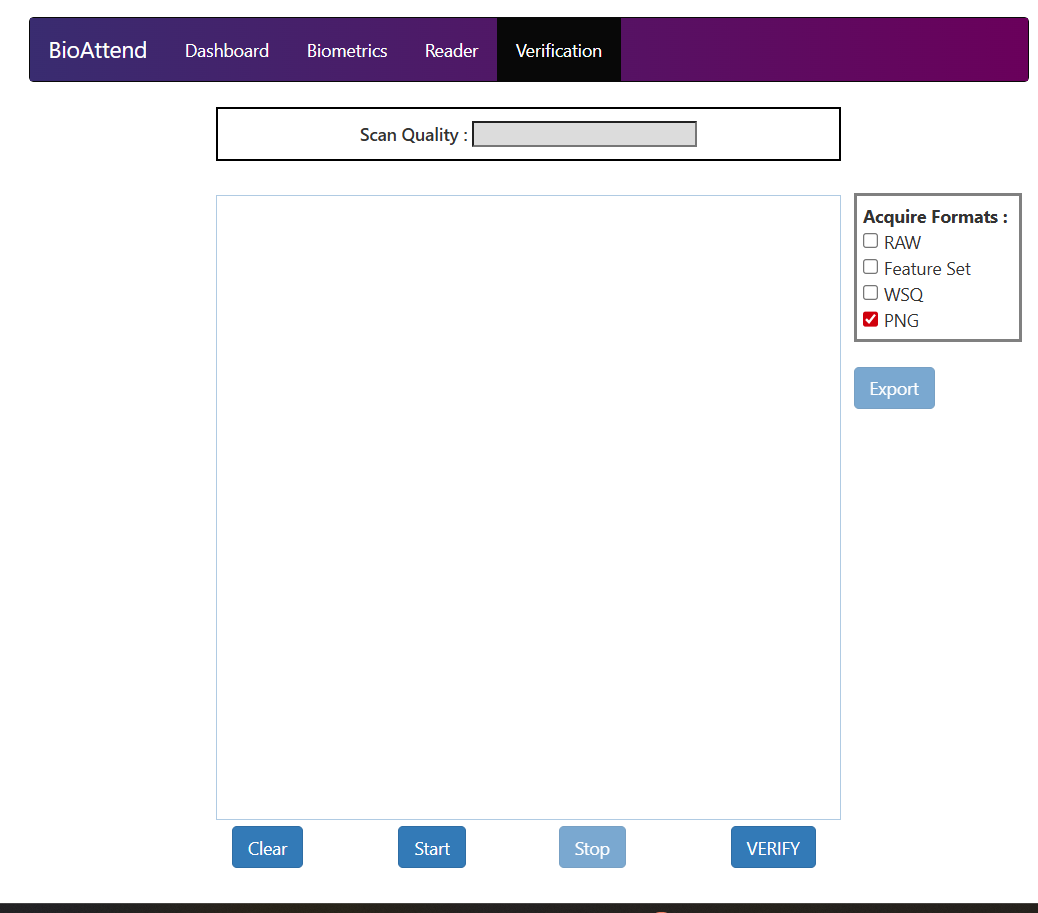 BioAttend Dashboard Biometrics Reader Verification
Scan Quality :
Acquire Formats :
RAW
Feature Set
WSQ
PNG
Export
Clear Start Stop VERIFY